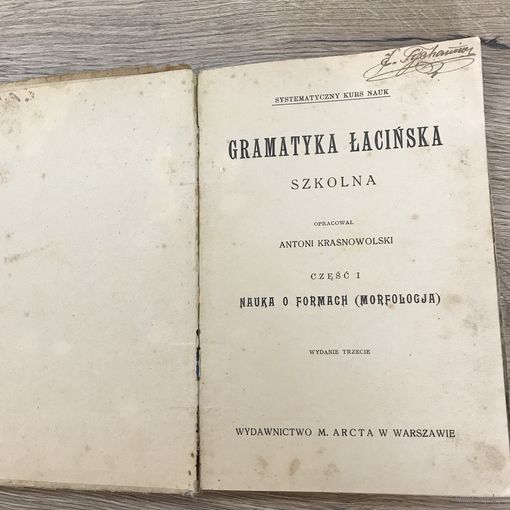 SYSTEMATYCZNY KURS NAUK
GRAMATYKA ŁACIŃSKA
SZKOLNA
OPRACOWAŁ
ANTONI KRASNOWOLSKI
CZĘŚĆ I
NAUKA O FORMACH (MORFOLOGJA)
WYDANIE TRZECIE
WYDAWNICTWO M. ARCTA W WARSZAWIE